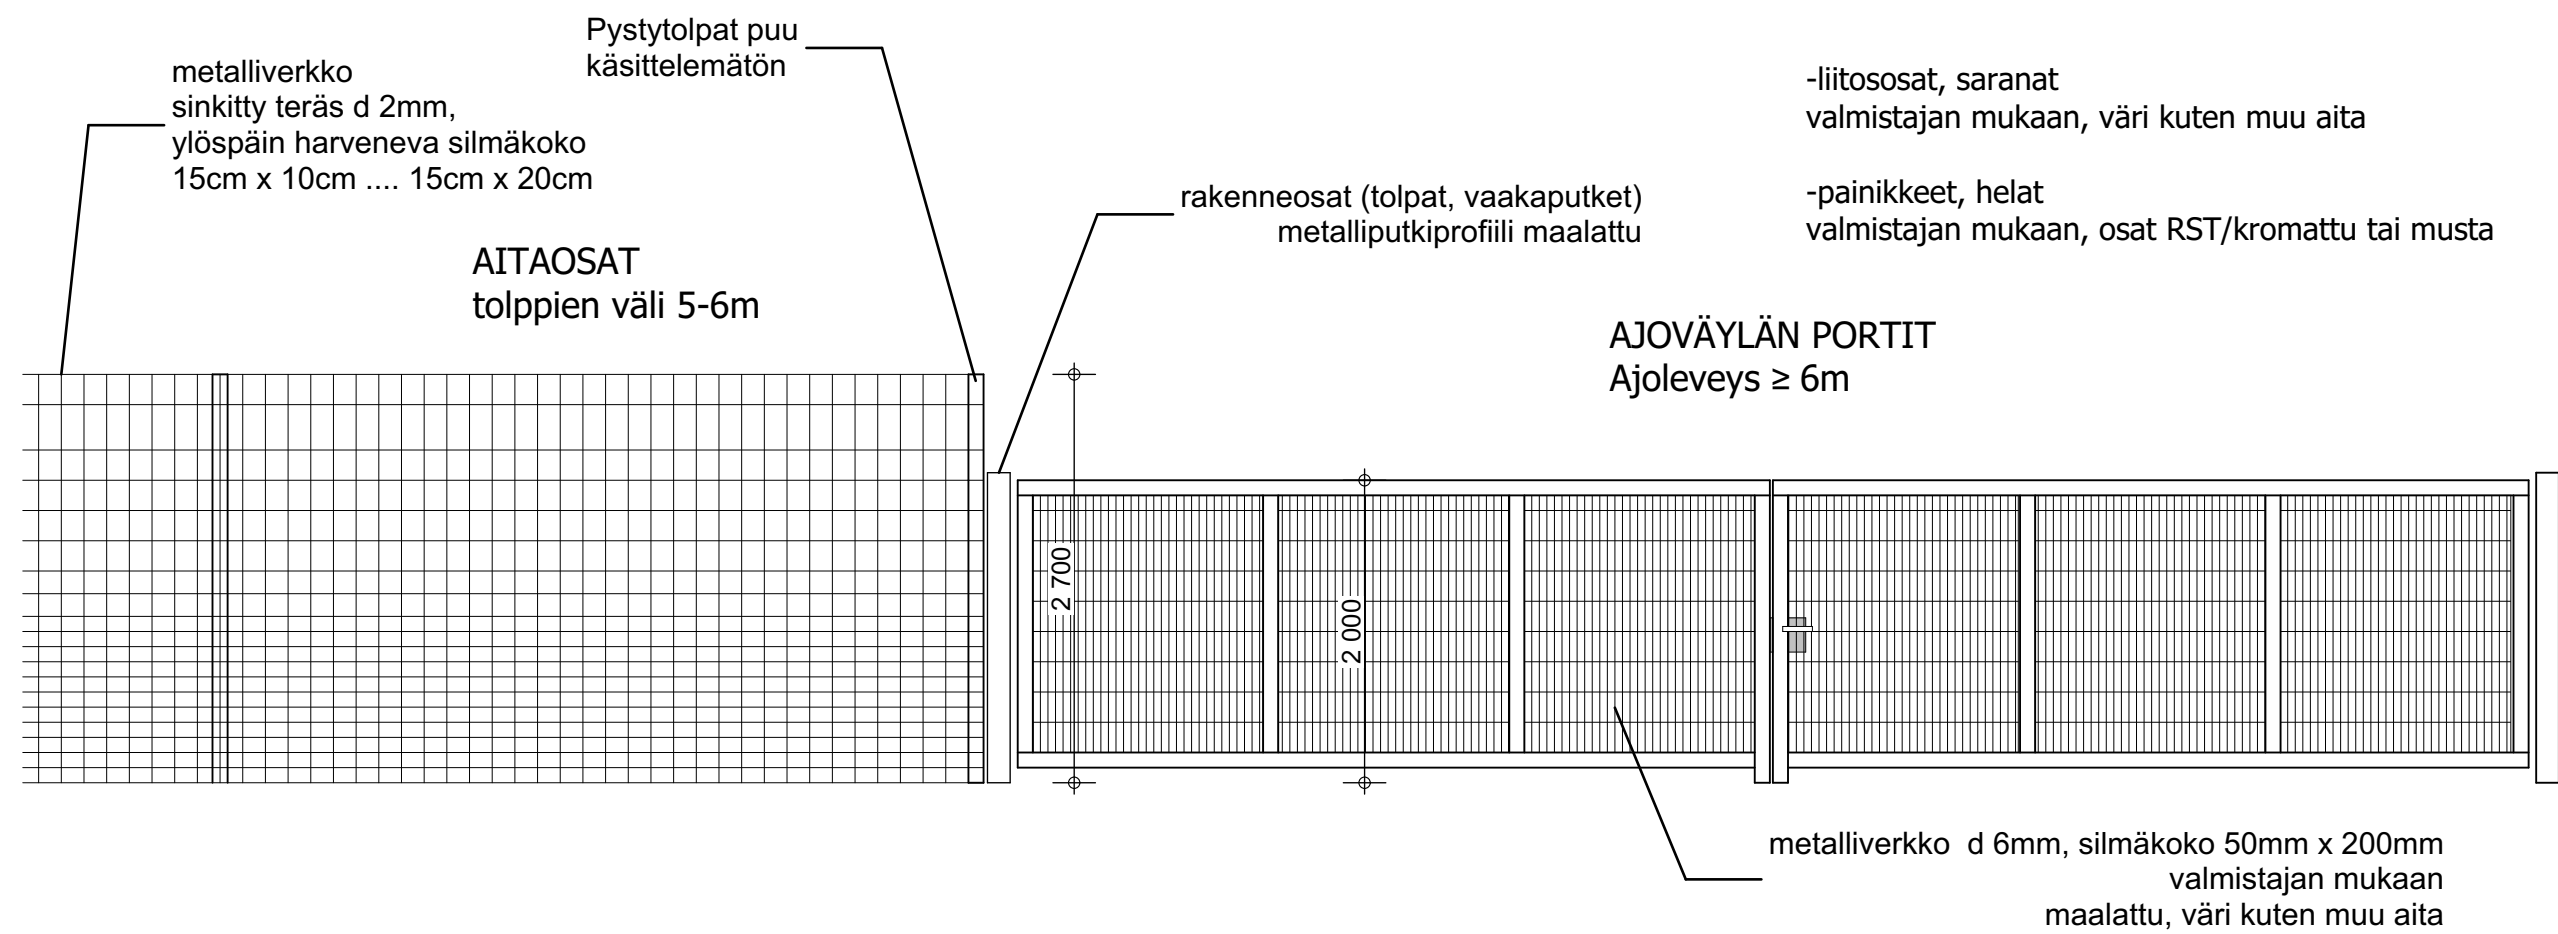 Pystytolpat puu
käsittelemätön
metalliverkko
sinkitty teräs d 2mm,
ylöspäin harveneva silmäkoko
15cm x 10cm .... 15cm x 20cm
-liitososat, saranat
valmistajan mukaan, väri kuten muu aita
-painikkeet, helat
valmistajan mukaan, osat RST/kromattu tai musta
rakenneosat (tolpat, vaakaputket)
metalliputkiprofiili maalattu
AITAOSAT
tolppien väli 5-6m
AJOVÄYLÄN PORTIT
Ajoleveys ≥ 6m
2 700
2 000
metalliverkko  d 6mm, silmäkoko 50mm x 200mm
valmistajan mukaan
maalattu, väri kuten muu aita